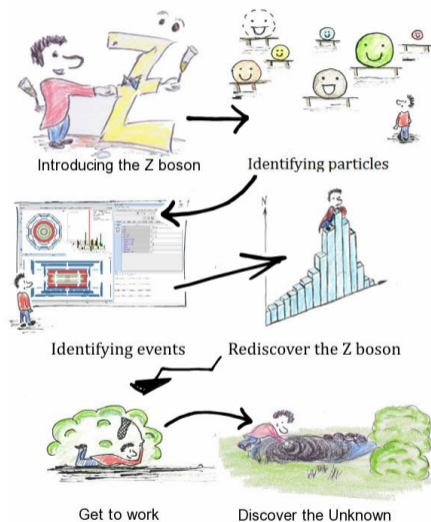 Introducing the Z boson
Identifying particles
N
Identifying events
Rediscover the Z boson
Get to work
Discover the Unknown